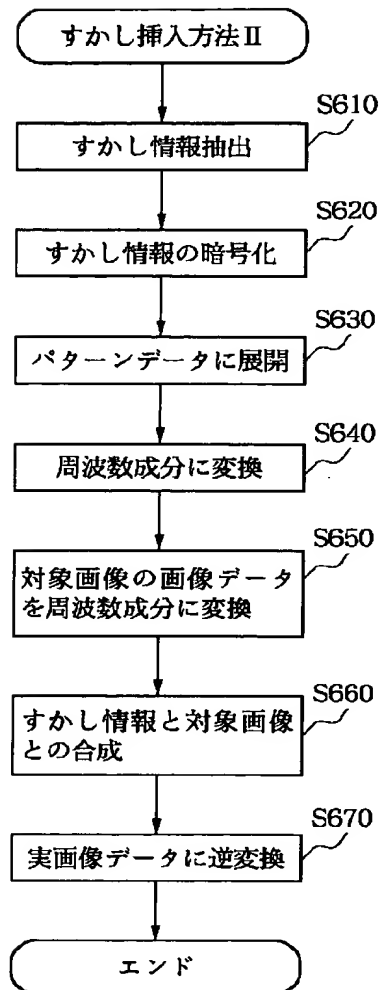 すかし挿入方法Ⅱ
S610
すかし情報抽出
S620
すかし情報の暗号化
S630
パターンデータに展開
S640
周波数成分に変換
S650
対象画像の画像データ
を周波数成分に変換
S660
すかし情報と対象画像
との合成
S670
実画像データに逆変換
エンド